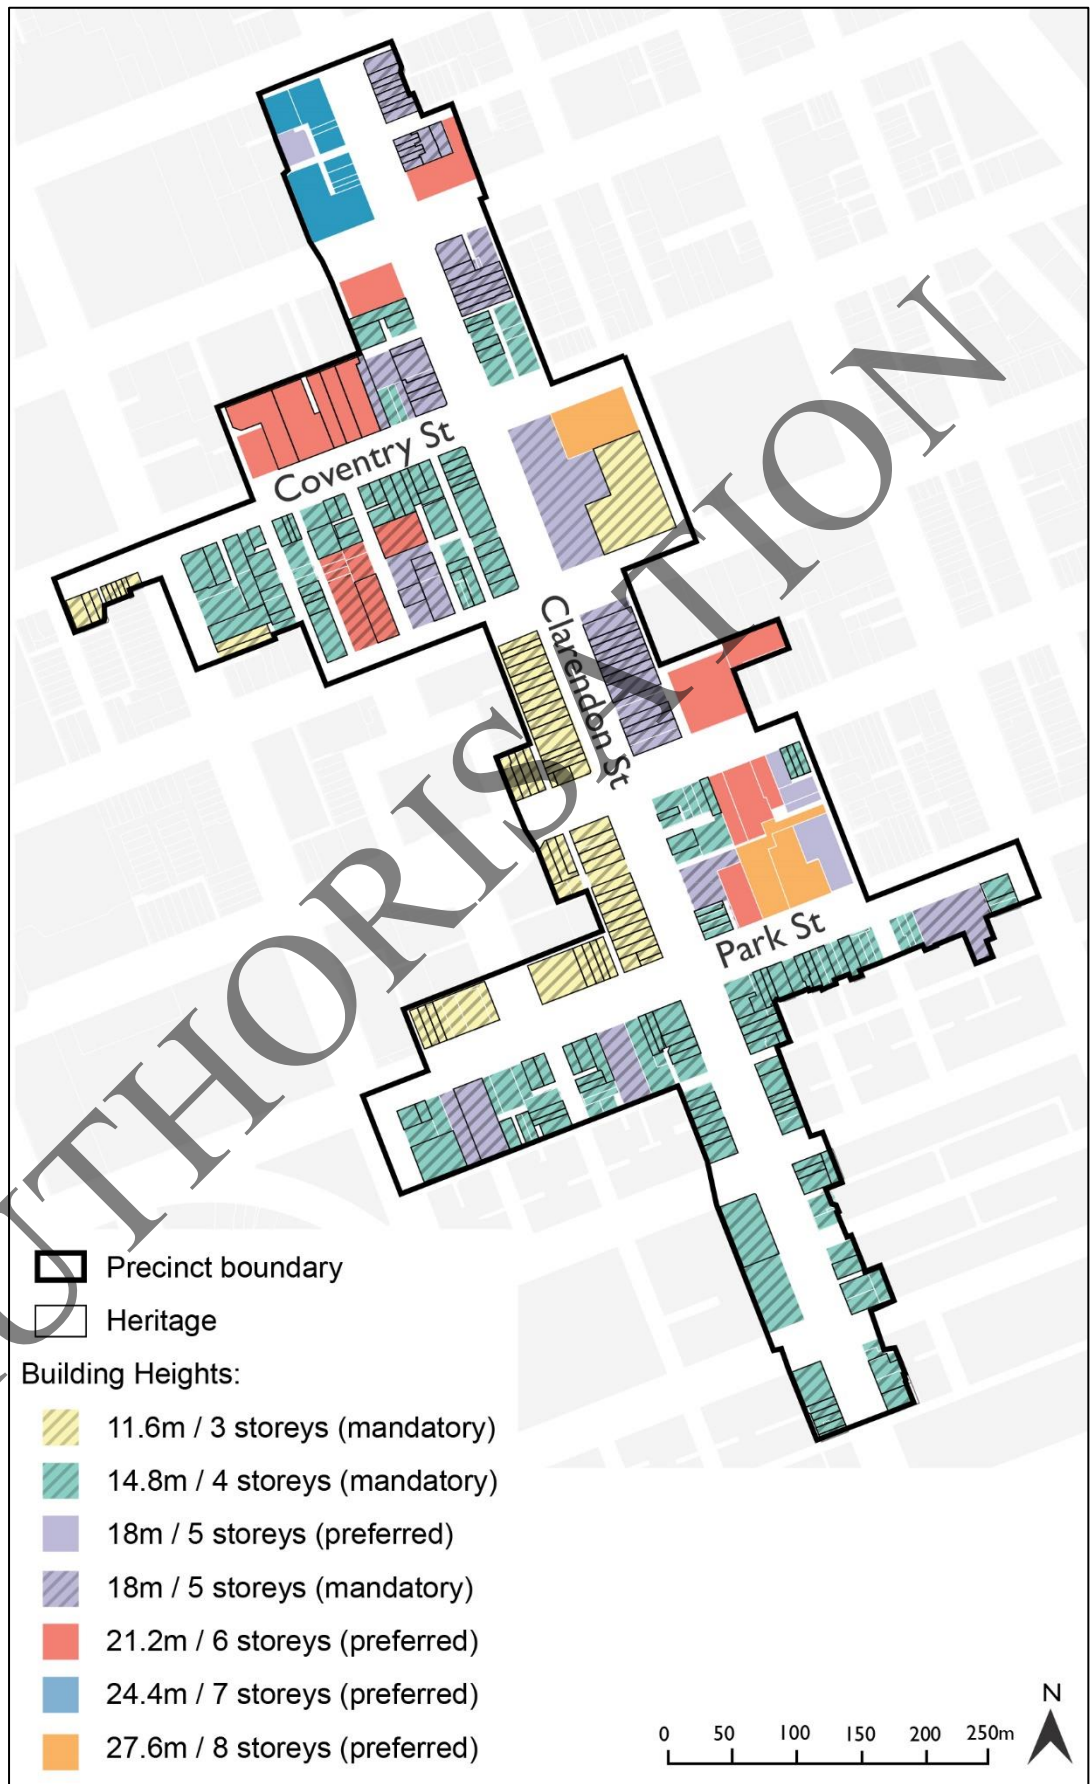 Coventry St
Clarendon St
Park St
UTHORISATION
Precinct boundary
Heritage
Building Heights:
11.6m / 3 storeys (mandatory)
14.8m / 4 storeys (mandatory)
18m / 5 storeys (preferred)
18m / 5 storeys (mandatory)
21.2m / 6 storeys (preferred)
24.4m / 7 storeys (preferred)
27.6m / 8 storeys (preferred)
N
0 50 100 150 200 250m